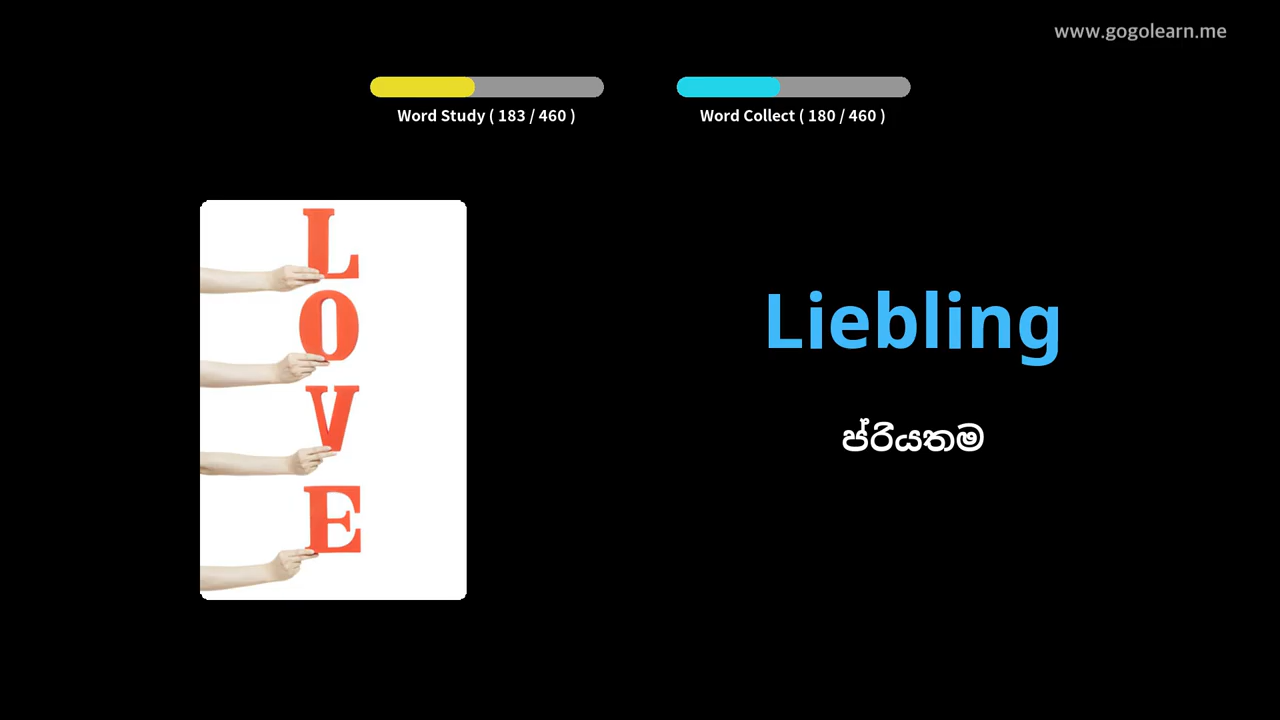 www.gogolearn.me
Word Study ( 183 / 460 )
Word Collect ( 180 / 460 )
L
O
V
E
Liebling
ප්රියතම